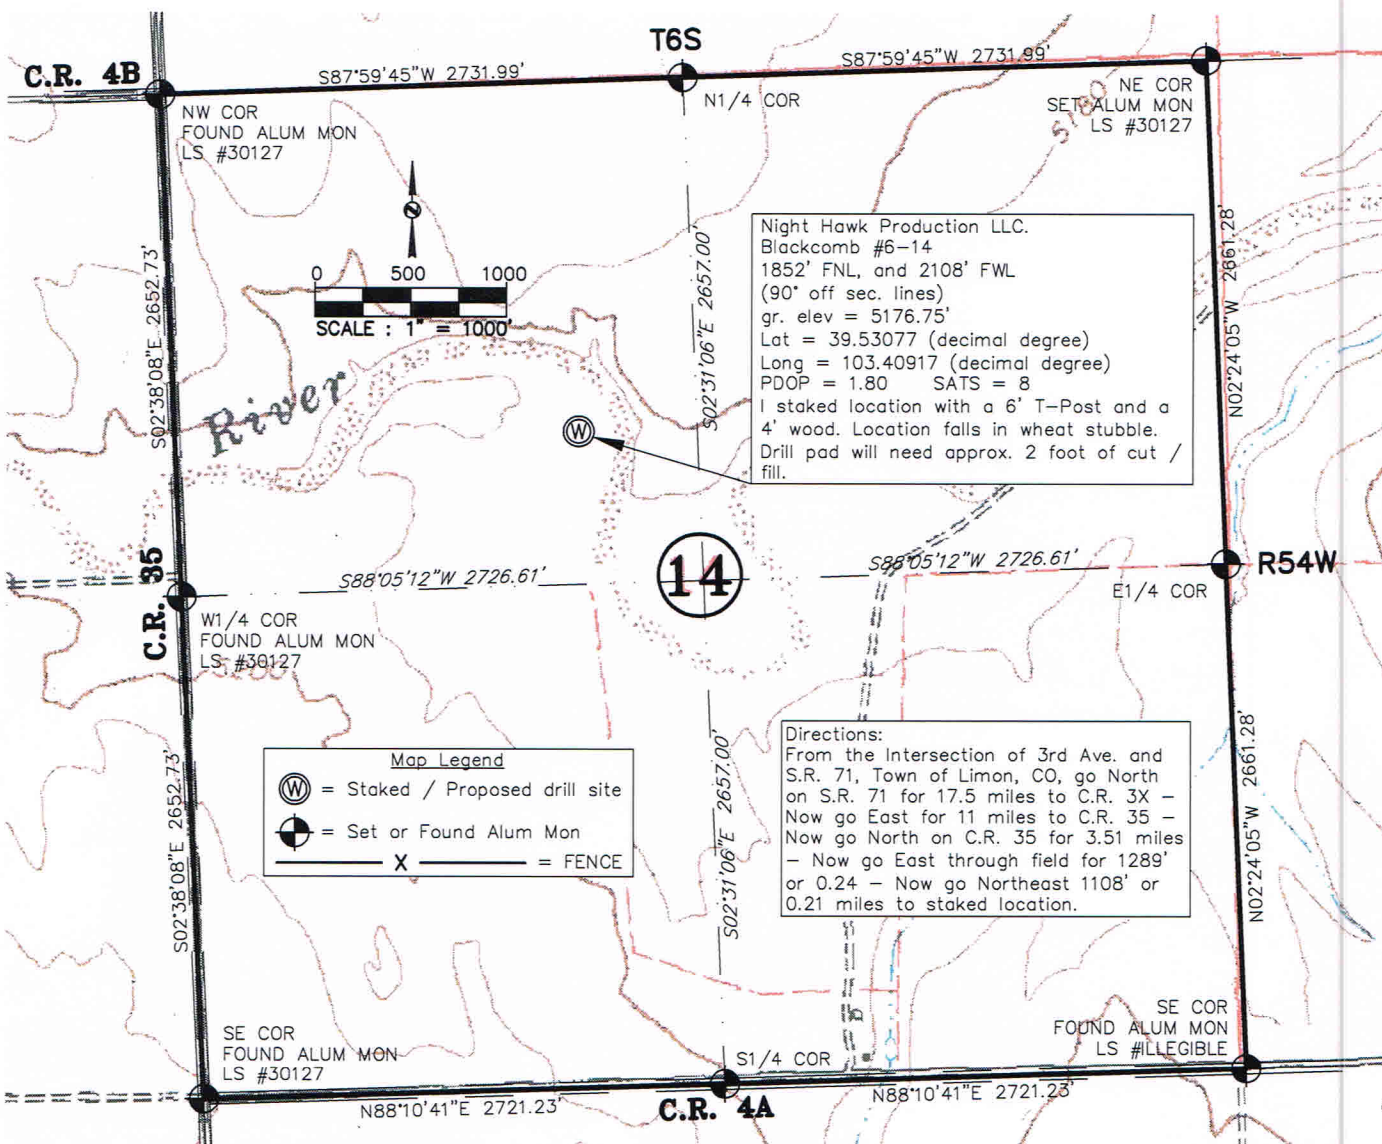 T6S
S87°59'45"W 2731.99'
S87°59'45"W 2731.99'
C.R. 4B
NW COR
FOUND ALUM MON
LS #30127
N1/4 COR
NE COR
SET ALUM MON
LS #30127
5180
N
0 500 1000
SCALE : 1" = 1000'
S02°38'08"E 2652.73'
S02°31'06"E 2657.00'
N02°24'05"W 2661.28'
River
W
Night Hawk Production LLC.
Blackcomb #6-14
1852' FNL, and 2108' FWL
(90° off sec. lines)
gr. elev = 5176.75'
Lat = 39.53077 (decimal degree)
Long = 103.40917 (decimal degree)
PDOP = 1.80 SATS = 8
I staked location with a 6' T-Post and a
4' wood. Location falls in wheat stubble.
Drill pad will need approx. 2 foot of cut /
fill.
C.R. 35
S88°05'12"W 2726.61'
14
S88°05'12"W 2726.61'
R54W
E1/4 COR
W1/4 COR
FOUND ALUM MON
LS #30127
5200
S02°38'08"E 2652.73'
S02°31'06"E 2657.00'
N02°24'05"W 2661.28'
Map Legend
W = Staked / Proposed drill site
= Set or Found Alum Mon
X = FENCE
Directions:
From the Intersection of 3rd Ave. and
S.R. 71, Town of Limon, CO, go North
on S.R. 71 for 17.5 miles to C.R. 3X -
Now go East for 11 miles to C.R. 35 -
Now go North on C.R. 35 for 3.51 miles
- Now go East through field for 1289'
or 0.24 - Now go Northeast 1108' or
0.21 miles to staked location.
SE COR
FOUND ALUM MON
LS #30127
S1/4 COR
SE COR
FOUND ALUM MON
LS #ILLEGIBLE
N88°10'41"E 2721.23'
C.R. 4A
N88°10'41"E 2721.23'